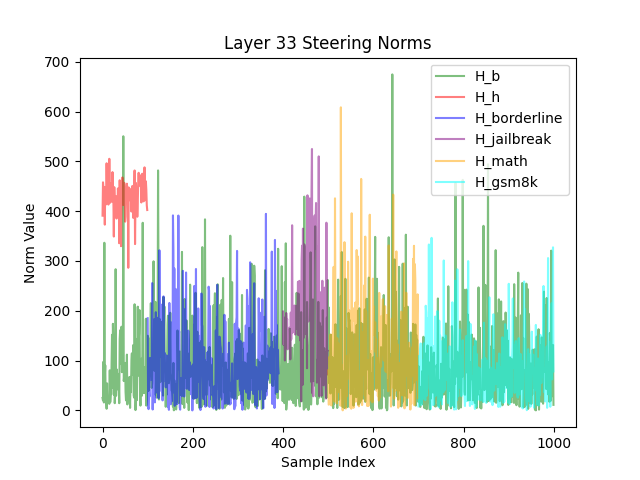 Layer 33 Steering Norms
700
600
500
400
300
200
100
0
Norm Value
0
200
400
600
800
1000
Sample Index
H_b
H_h
H_borderline
H_jailbreak
H_math
H_gsm8k